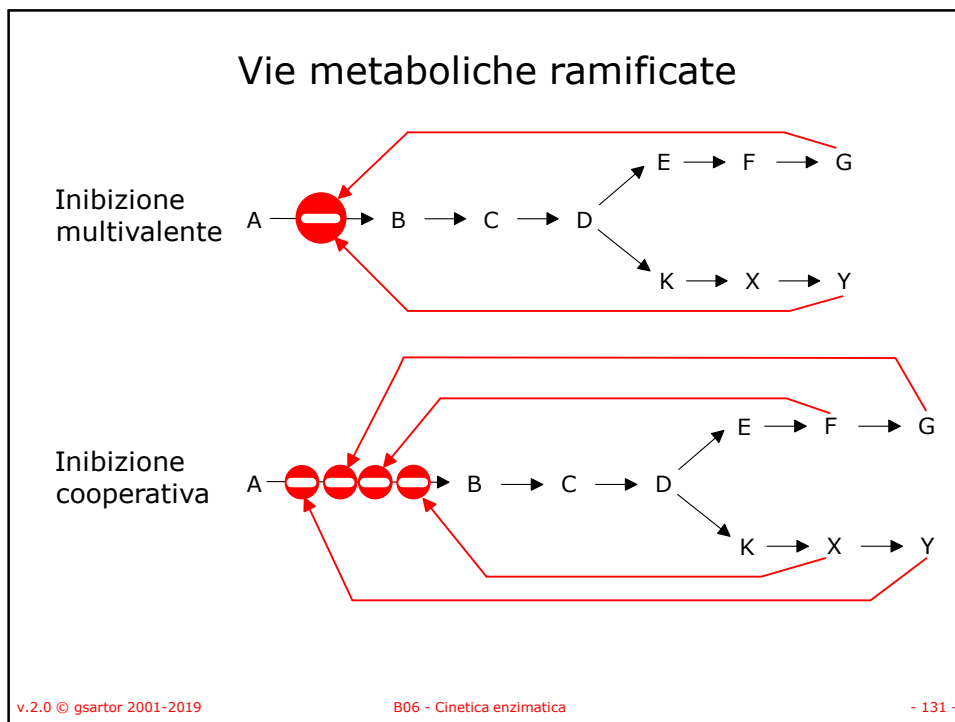 Vie metaboliche ramificate
E F G
Inibizione
multivalente
A B C D
K X Y
E F G
Inibizione
cooperativa
A B C D
K X Y
v.2.0 © gsartor 2001-2019 B06 - Cinetica enzimatica - 131 -